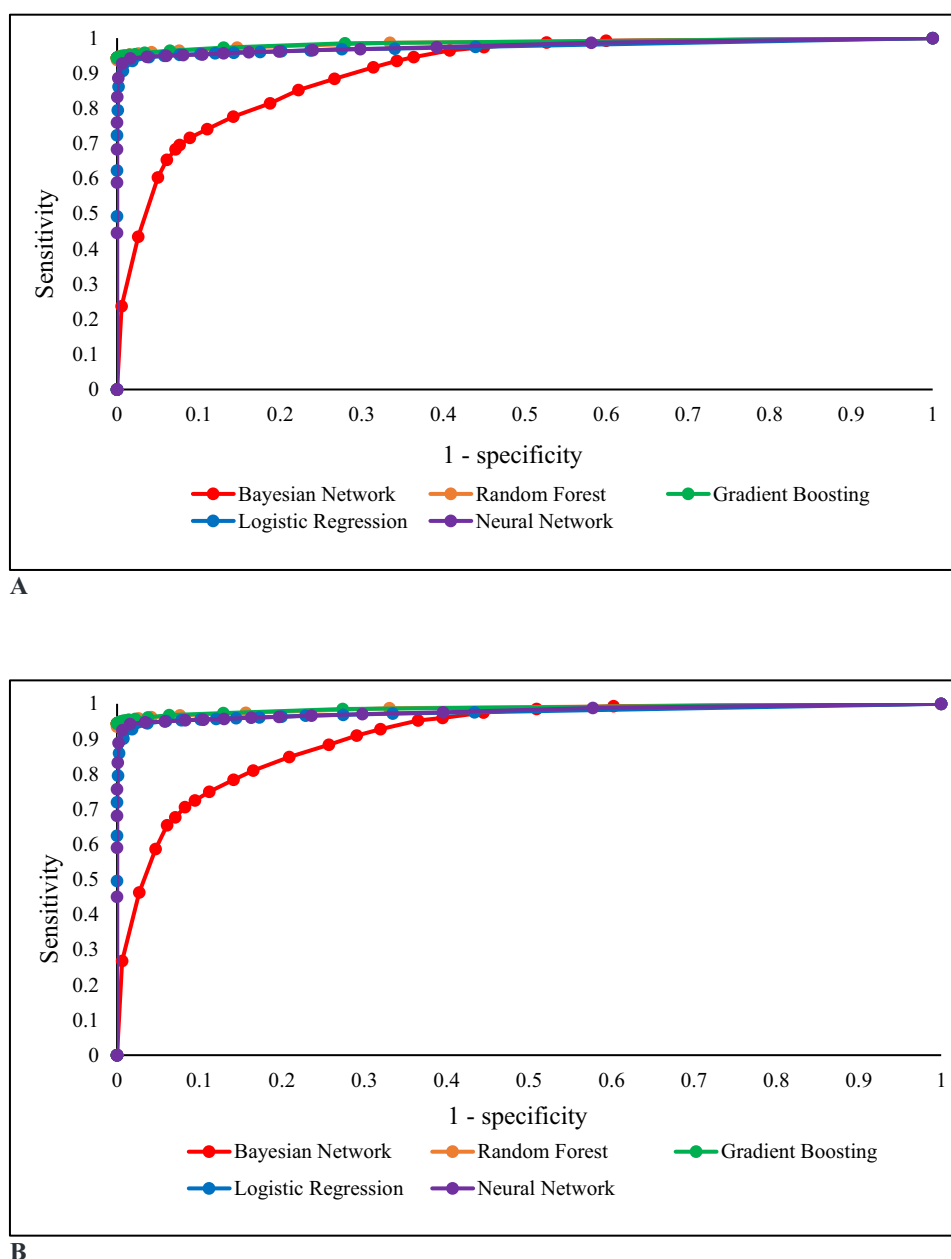 1
0.9
0.8
0.7
0.6
0.5
0.4
0.3
0.2
0.1
0
Sensitivity
0 0.1 0.2 0.3 0.4 0.5 0.6 0.7 0.8 0.9 1
1 - specificity
Bayesian Network Random Forest Gradient Boosting
Logistic Regression Neural Network
A
1
0.9
0.8
0.7
0.6
0.5
0.4
0.3
0.2
0.1
0
Sensitivity
0 0.1 0.2 0.3 0.4 0.5 0.6 0.7 0.8 0.9 1
1 - specificity
Bayesian Network Random Forest Gradient Boosting
Logistic Regression Neural Network
B